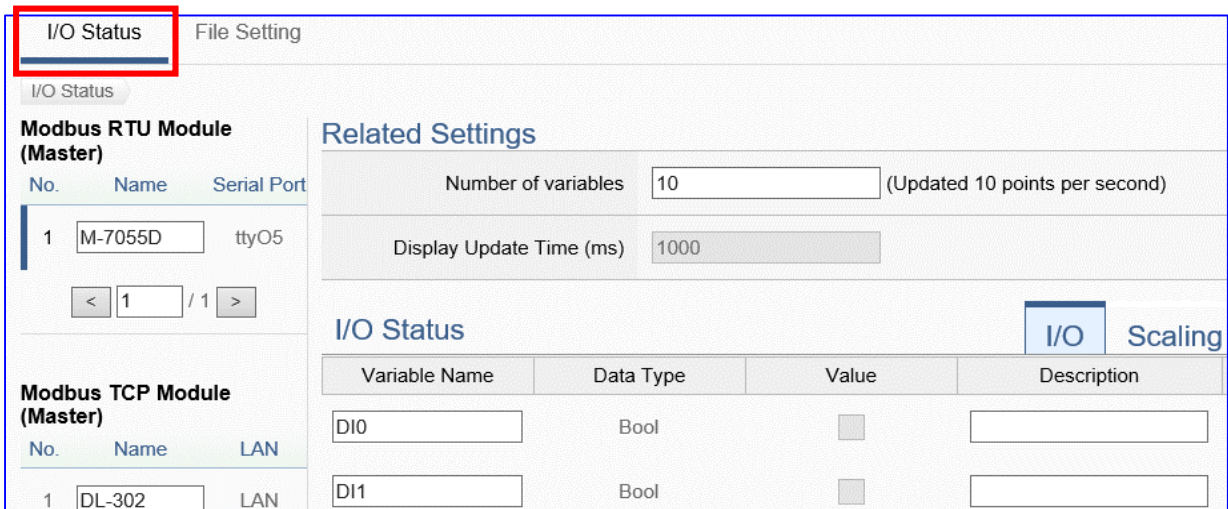 I/O Status File Setting
I/O Status
Modbus RTU Module
(Master)
No. Name Serial Port
1 M-7055D ttyO5
< 1 / 1 >
Modbus TCP Module
(Master)
No. Name LAN
1 DL-302 LAN
Related Settings
Number of variables 10 (Updated 10 points per second)
Display Update Time (ms) 1000
I/O Status I/O Scaling
Variable Name Data Type Value Description
DI0 Bool
DI1 Bool